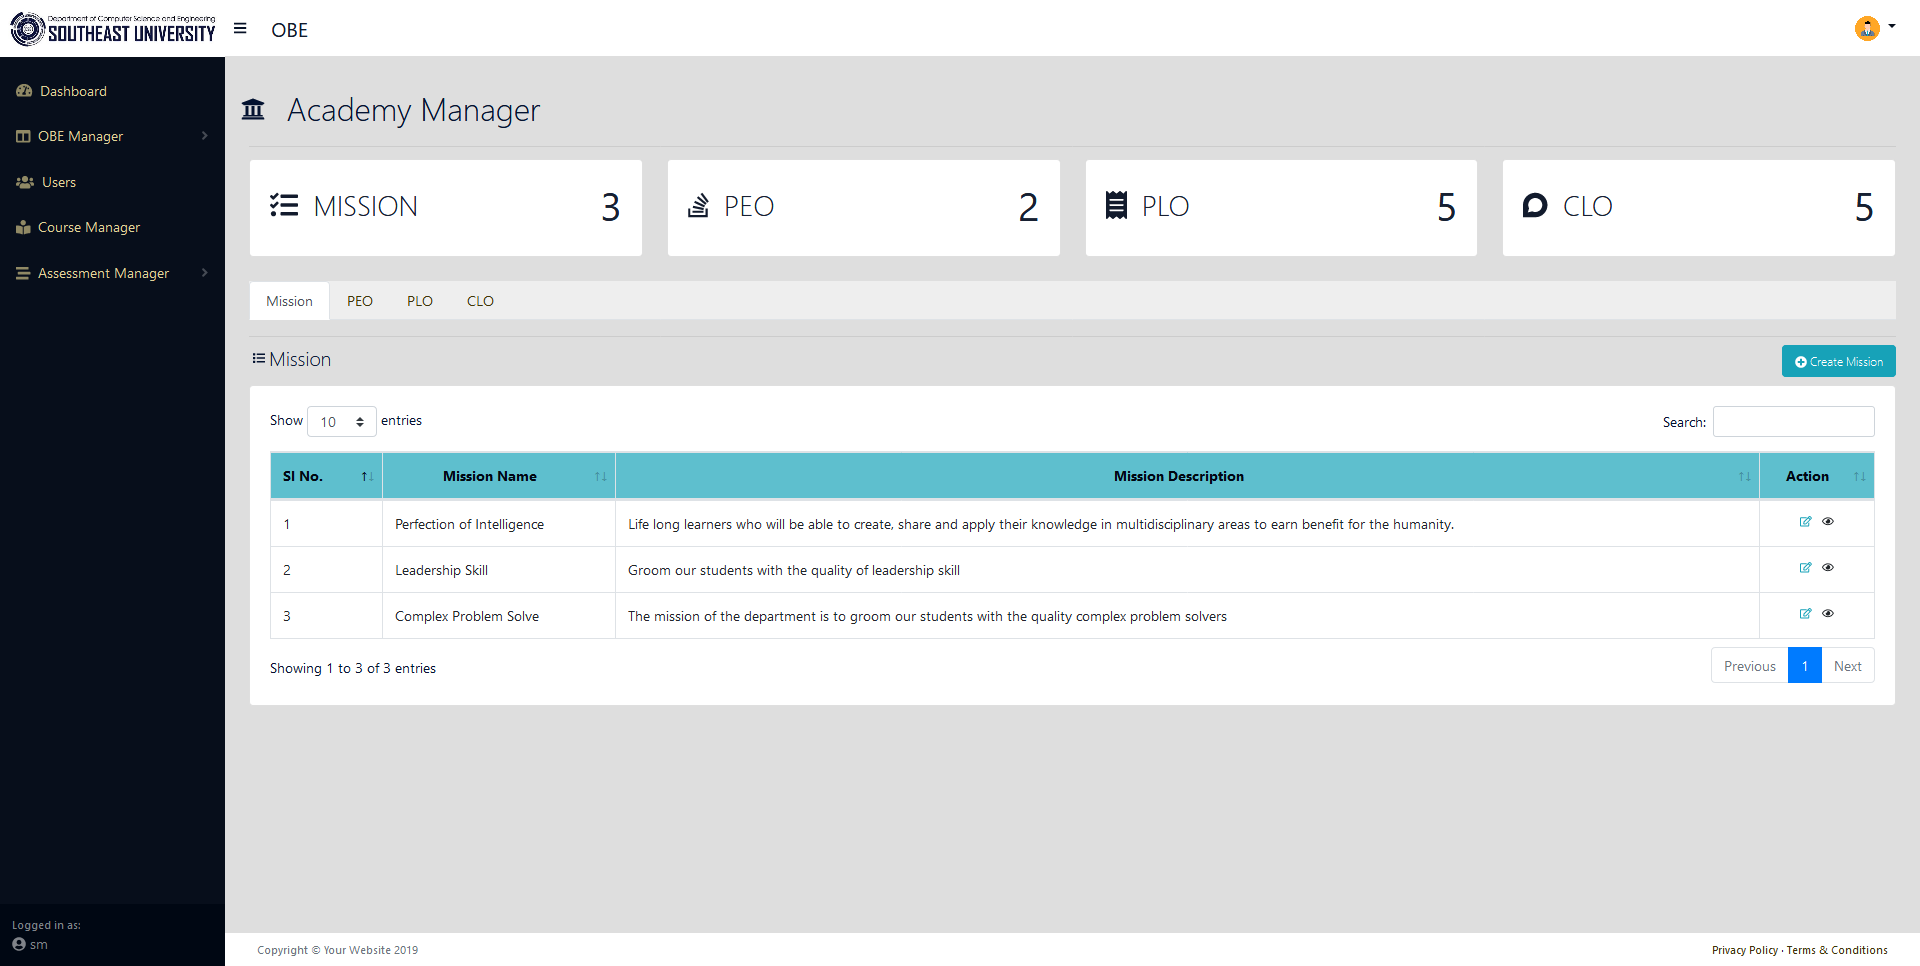 Department of Computer Science and Engineering
SOUTHEAST UNIVERSITY
OBE
Dashboard
OBE Manager
Users
Course Manager
Assessment Manager
Logged in as:
sm
Academy Manager
MISSION 3
PEO 2
PLO 5
CLO 5
Mission PEO PLO CLO
Mission
Create Mission
Show 10 entries
Search:
Sl No. Mission Name Mission Description Action
1 Perfection of Intelligence Life long learners who will be able to create, share and apply their knowledge in multidisciplinary areas to earn benefit for the humanity.
2 Leadership Skill Groom our students with the quality of leadership skill
3 Complex Problem Solve The mission of the department is to groom our students with the quality complex problem solvers
Showing 1 to 3 of 3 entries
Previous 1 Next
Copyright © Your Website 2019
Privacy Policy · Terms & Conditions